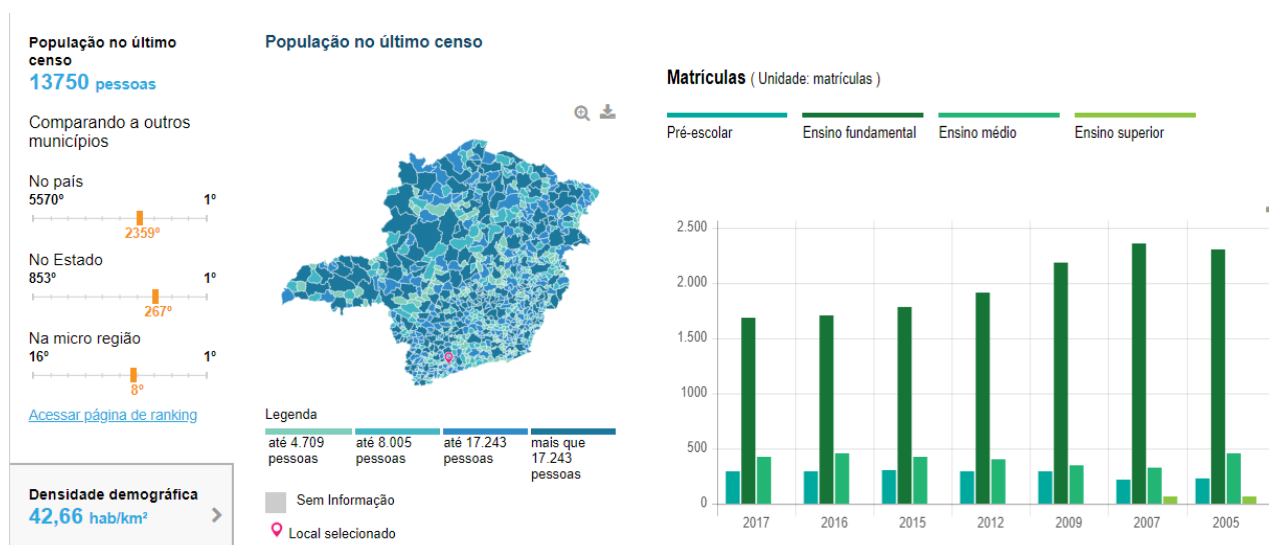 População no último
censo
13750 pessoas
Comparando a outros
municípios
No país
5570º 1º
2359º
No Estado
853º 1º
267º
Na micro região
16º 1º
8º
Acessar página de ranking
Densidade demográfica
42,66 hab/km²
População no último censo
Legenda
até 4.709
pessoas
até 8.005
pessoas
até 17.243
pessoas
mais que
17.243
pessoas
Sem Informação
Local selecionado
Matrículas ( Unidade: matrículas )
Pré-escolar Ensino fundamental Ensino médio Ensino superior
2.500
2.000
1.500
1000
500
0
2017 2016 2015 2012 2009 2007 2005